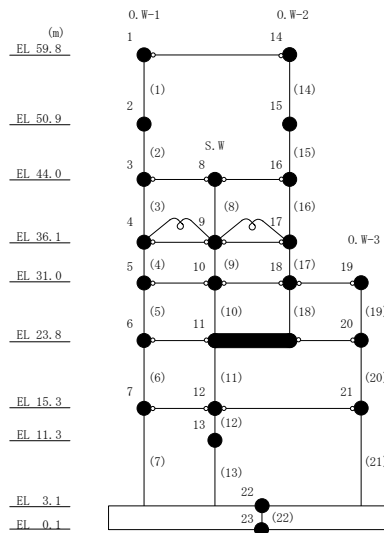 O.W-1 O.W-2
(m) 1 14
EL 59.8
(1) (14)
2 15
EL 50.9
(2) S.W (15)
3 8 16
EL 44.0
(3) (8) (16)
4 9 17
EL 36.1 O.W-3
5 (4) 10 (9) 18 (17) 19
EL 31.0
(5) (10) (18) (19)
6 11 20
EL 23.8
(6) (11) (20)
7 12 21
EL 15.3
13 (12)
EL 11.3
(7) (13) (21)
22
EL 3.1
23 (22)
EL 0.1